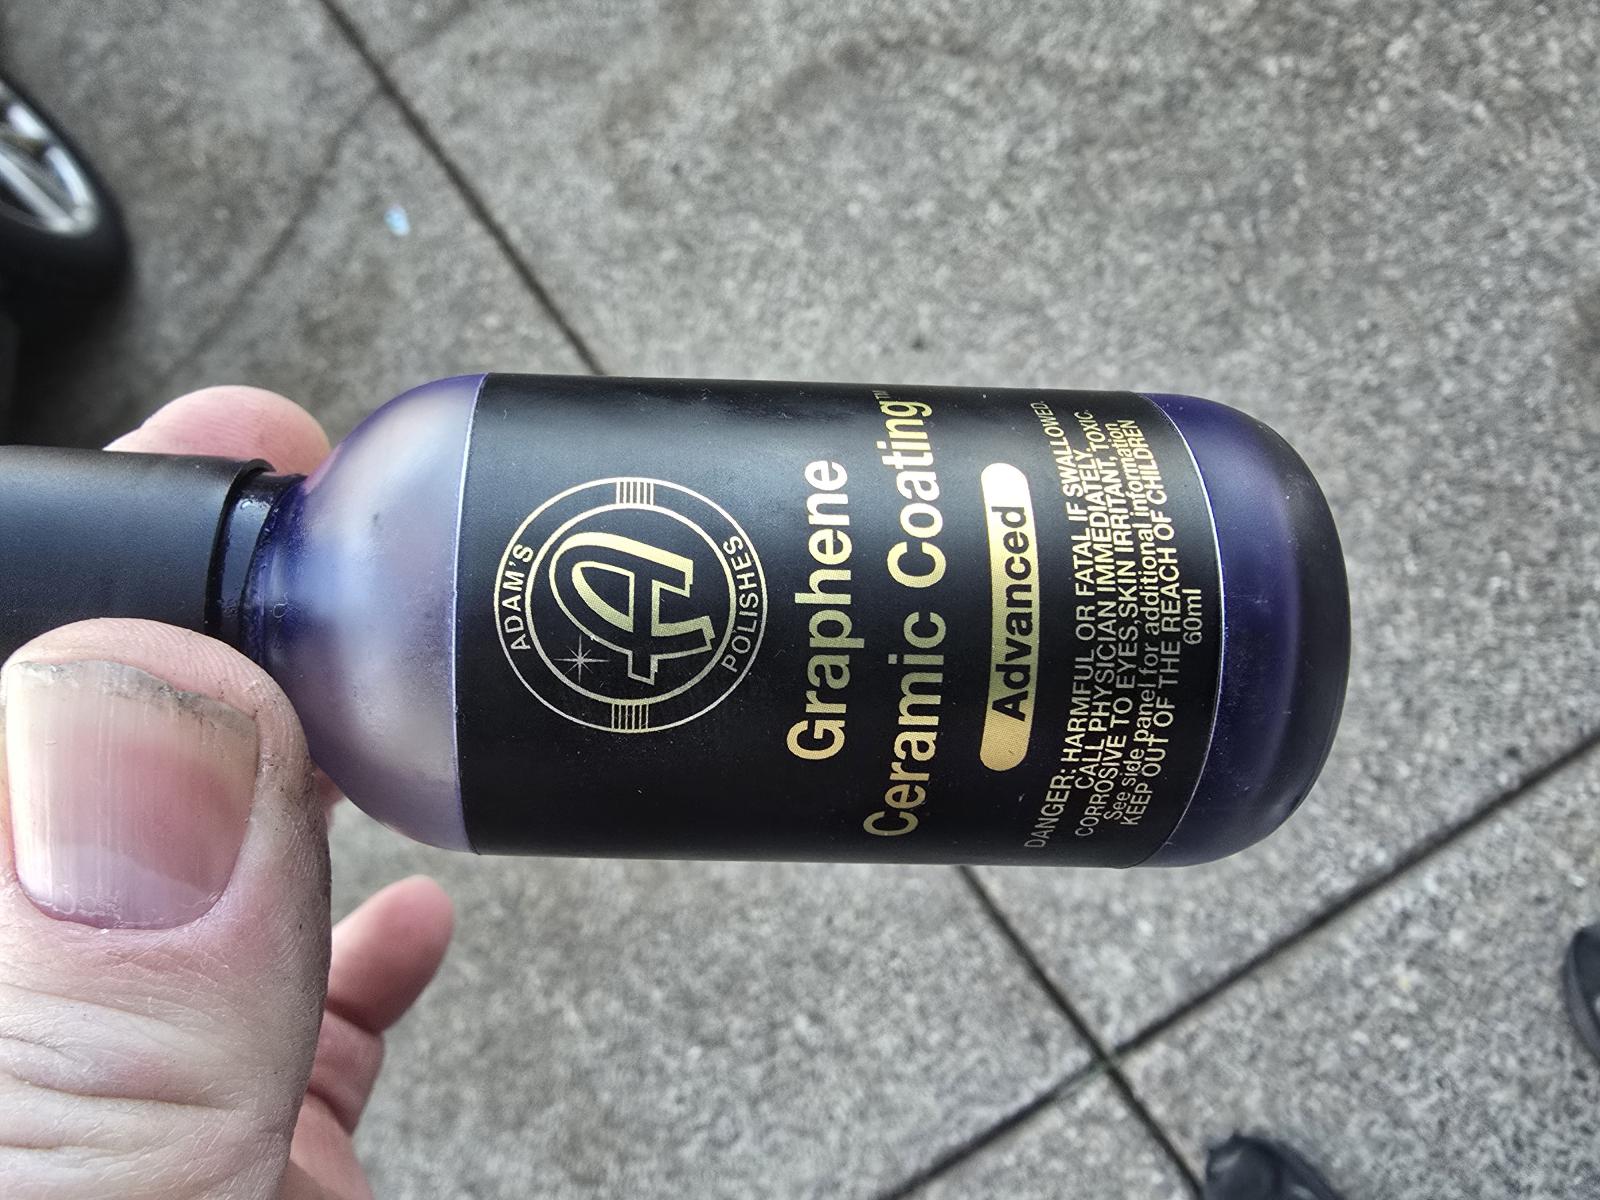 ADAM'S
A
POLISHES
Graphene
Ceramic Coating™
Advanced
DANGER: HARMFUL OR FATAL IF SWALLOWED.
CALL PHYSICIAN IMMEDIATELY, TOXIC.
CORROSIVE TO EYES, SKIN IRRITANT,
See side panel for additional information
KEEP OUT OF THE REACH OF CHILDREN
60ml